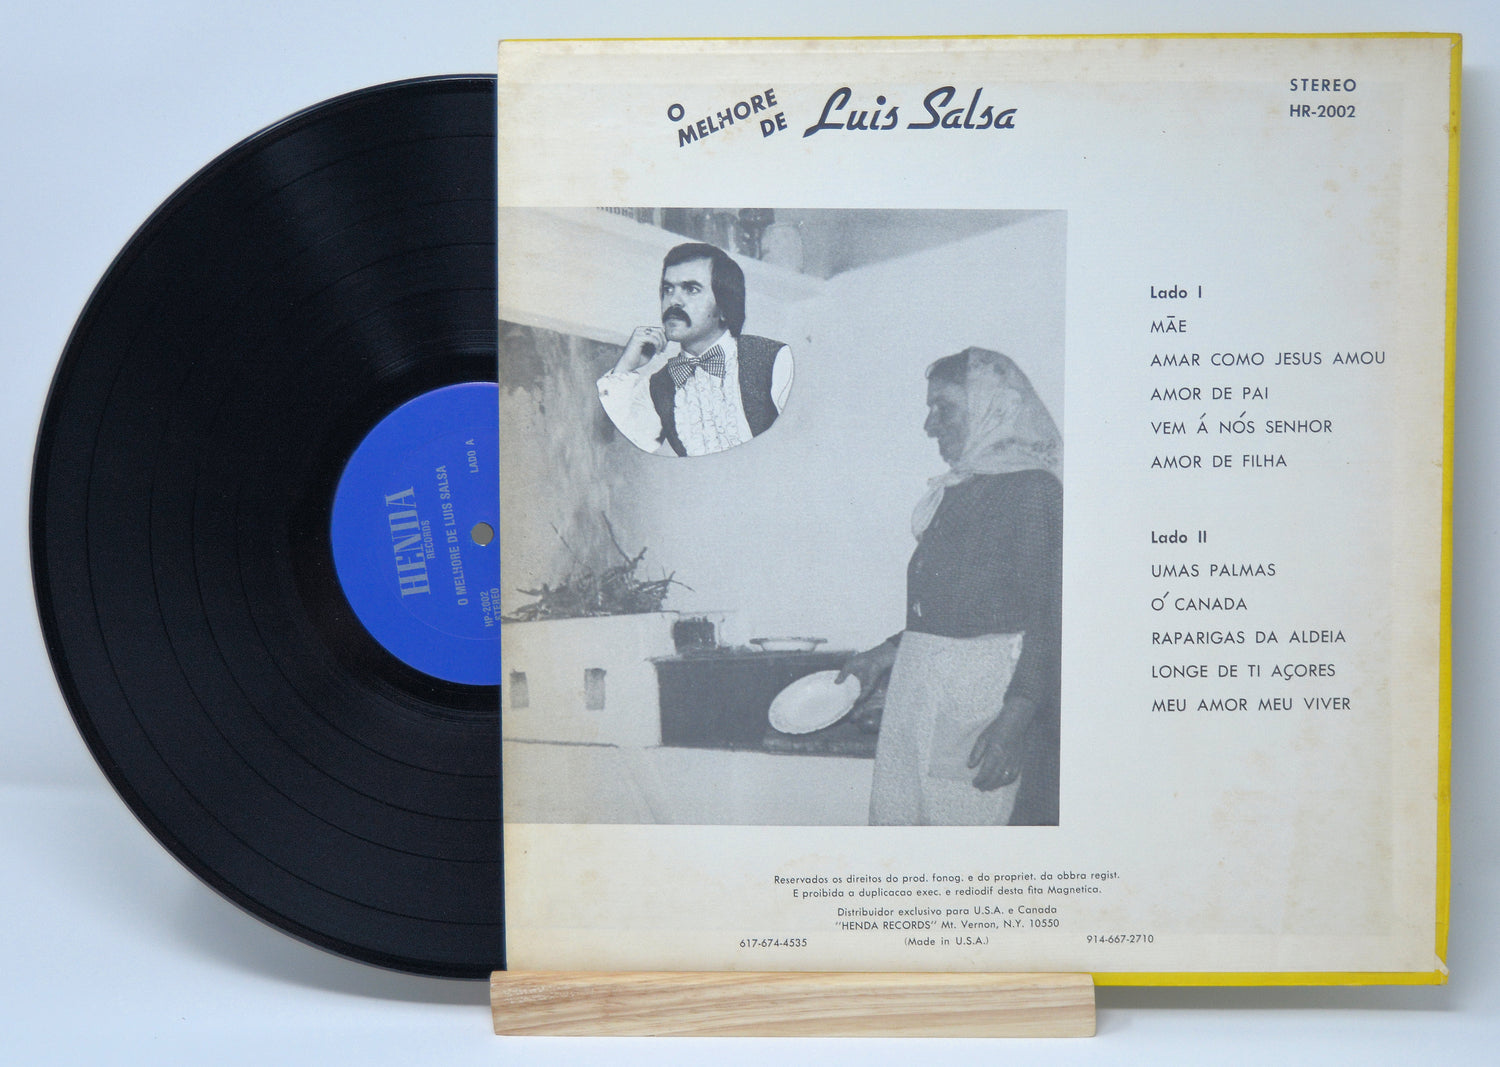 O
MELHORE
DE
Luis Salsa
STEREO
HR-2002
Lado I
MÃE
AMAR COMO JESUS AMOU
AMOR DE PAI
VEM Á NÓS SENHOR
AMOR DE FILHA
Lado II
UMAS PALMAS
O´ CANADA
RAPARIGAS DA ALDEIA
LONGE DE TI AÇORES
MEU AMOR MEU VIVER
Reservados os direitos do prod. fonog. e do propriet. da obbra regist.
E proibida a duplicacao exec. e rediodif desta fita Magnetica.
Distribuidor exclusivo para U.S.A. e Canada
"HENDA RECORDS" Mt. Vernon, N.Y. 10550
617-674-4535 (Made in U.S.A.) 914-667-2710
HENDA
RECORDS
O MELHORE DE LUIS SALSA
LADO A
HP-2002
STEREO